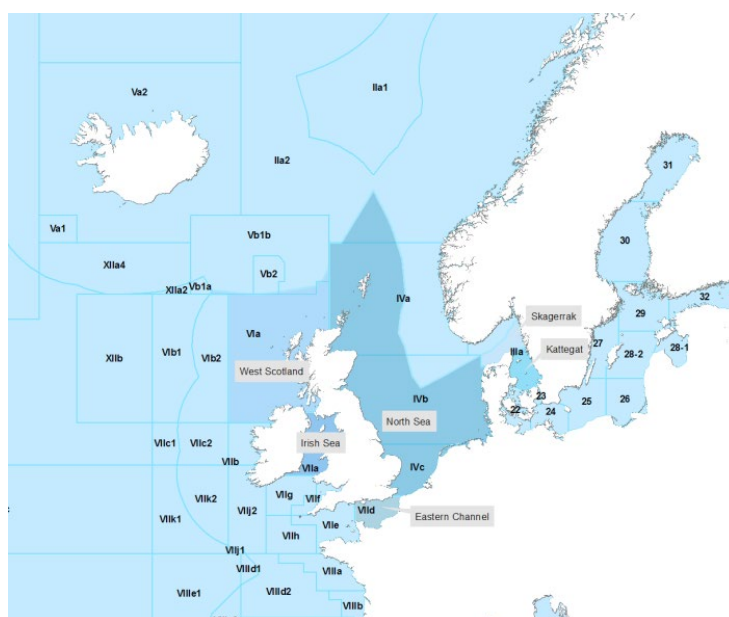 Va2
IIa1
IIa2
31
30
Va1
Vb1b
XIIa4
Vb2
XIIa2
Vb1a
IVa
29
32
Skagerrak
VIa
IIIa
Kattegat
27
28-1
28-2
XIIb
VIb1
VIb2
West Scotland
IVb
23
22
24
25
26
North Sea
VIIc1
VIIc2
Irish Sea
VIIb
VIIa
IVc
VIIk2
VIIg
VIIf
VIIj2
VIId
VIIk1
Eastern Channel
VIIe
VIIh
VIIj1
VIIId1
VIIIa
VIIIe1
VIIId2
VIIIb